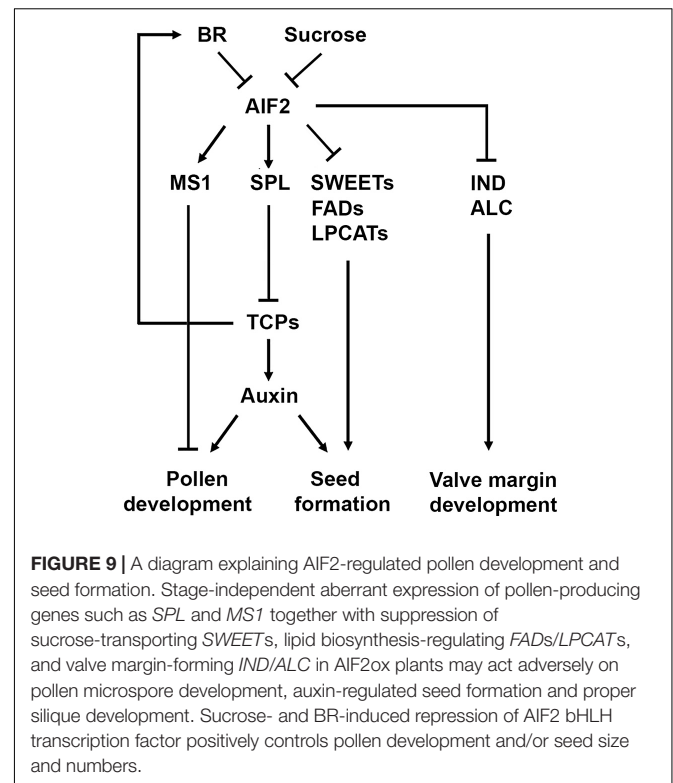 BR Sucrose
AIF2
MS1 SPL SWEETs IND
FADs ALC
LPCATs
TCPs
Auxin
Pollen Seed Valve margin
development formation development
FIGURE 9 | A diagram explaining AIF2-regulated pollen development and
seed formation. Stage-independent aberrant expression of pollen-producing
genes such as SPL and MS1 together with suppression of
sucrose-transporting SWEETs, lipid biosynthesis-regulating FADs/LPCATs,
and valve margin-forming IND/ALC in AIF2ox plants may act adversely on
pollen microspore development, auxin-regulated seed formation and proper
silique development. Sucrose- and BR-induced repression of AIF2 bHLH
transcription factor positively controls pollen development and/or seed size
and numbers.